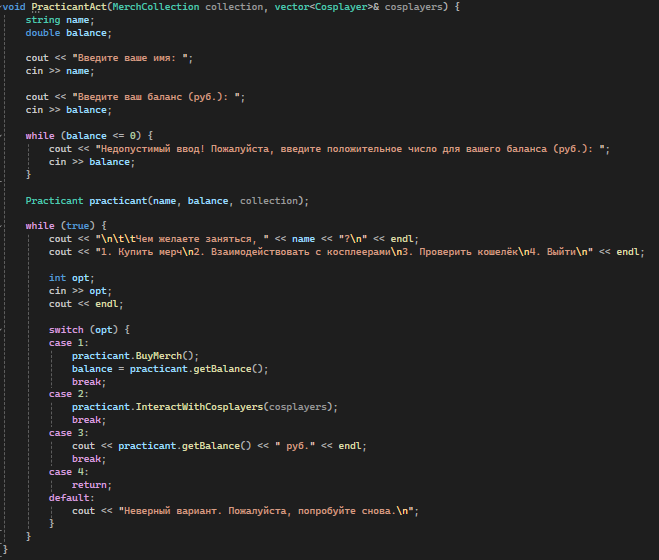 void PracticantAct(MerchCollection collection, vector<Cosplayer>& cosplayers) {
string name;
double balance;
cout << "Введите ваше имя: ";
cin >> name;
cout << "Введите ваш баланс (руб.): ";
cin >> balance;
while (balance <= 0) {
cout << "Недопустимый ввод! Пожалуйста, введите положительное число для вашего баланса (руб.): ";
cin >> balance;
}
Practicant practicant(name, balance, collection);
while (true) {
cout << "\n\t\tЧем желаете заняться, " << name << "?\n" << endl;
cout << "1. Купить мерч\n2. Взаимодействовать с косплеерами\n3. Проверить кошелёк\n4. Выйти\n" << endl;
int opt;
cin >> opt;
cout << endl;
switch (opt) {
case 1:
practicant.BuyMerch();
balance = practicant.getBalance();
break;
case 2:
practicant.InteractWithCosplayers(cosplayers);
break;
case 3:
cout << practicant.getBalance() << " руб." << endl;
break;
case 4:
return;
default:
cout << "Неверный вариант. Пожалуйста, попробуйте снова.\n";
}
}
}